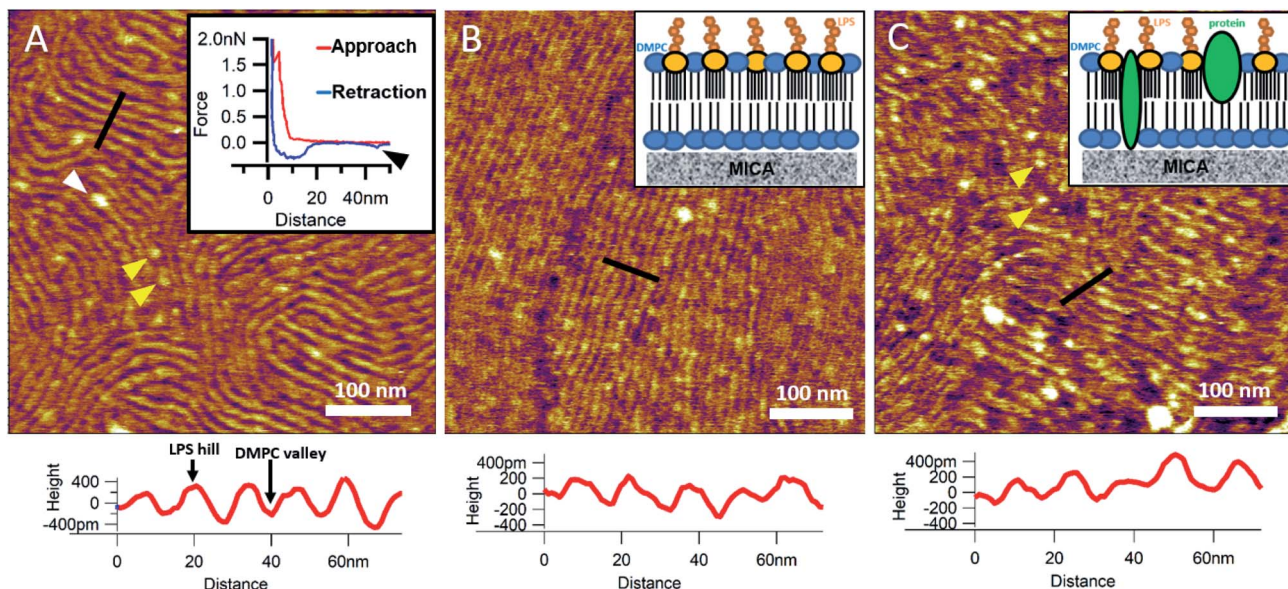 A
2.0nN
1.5
1.0
0.5
0.0
Force
Approach
Retraction
0 20 40nm
Distance
100 nm
B
LPS
DMPC
MICA
100 nm
C
LPS
protein
DMPC
MICA
100 nm
LPS hill DMPC valley
Height
400
0
-400pm
0 20 40 60nm
Distance
Height
400pm
200
0
-200
-400
0 20 40 60nm
Distance
Height
400pm
200
0
-200
-400
0 20 40 60nm
Distance